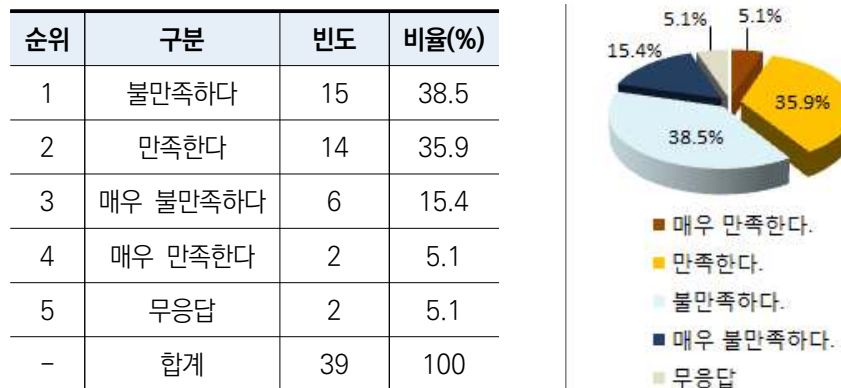 순위 구분 빈도 비율(%)
1 불만족하다 15 38.5
2 만족한다 14 35.9
3 매우 불만족하다 6 15.4
4 매우 만족한다 2 5.1
5 무응답 2 5.1
- 합계 39 100
5.1% 5.1%
15.4%
35.9%
38.5%
매우 만족한다.
만족한다.
불만족하다.
매우 불만족하다.
무응답